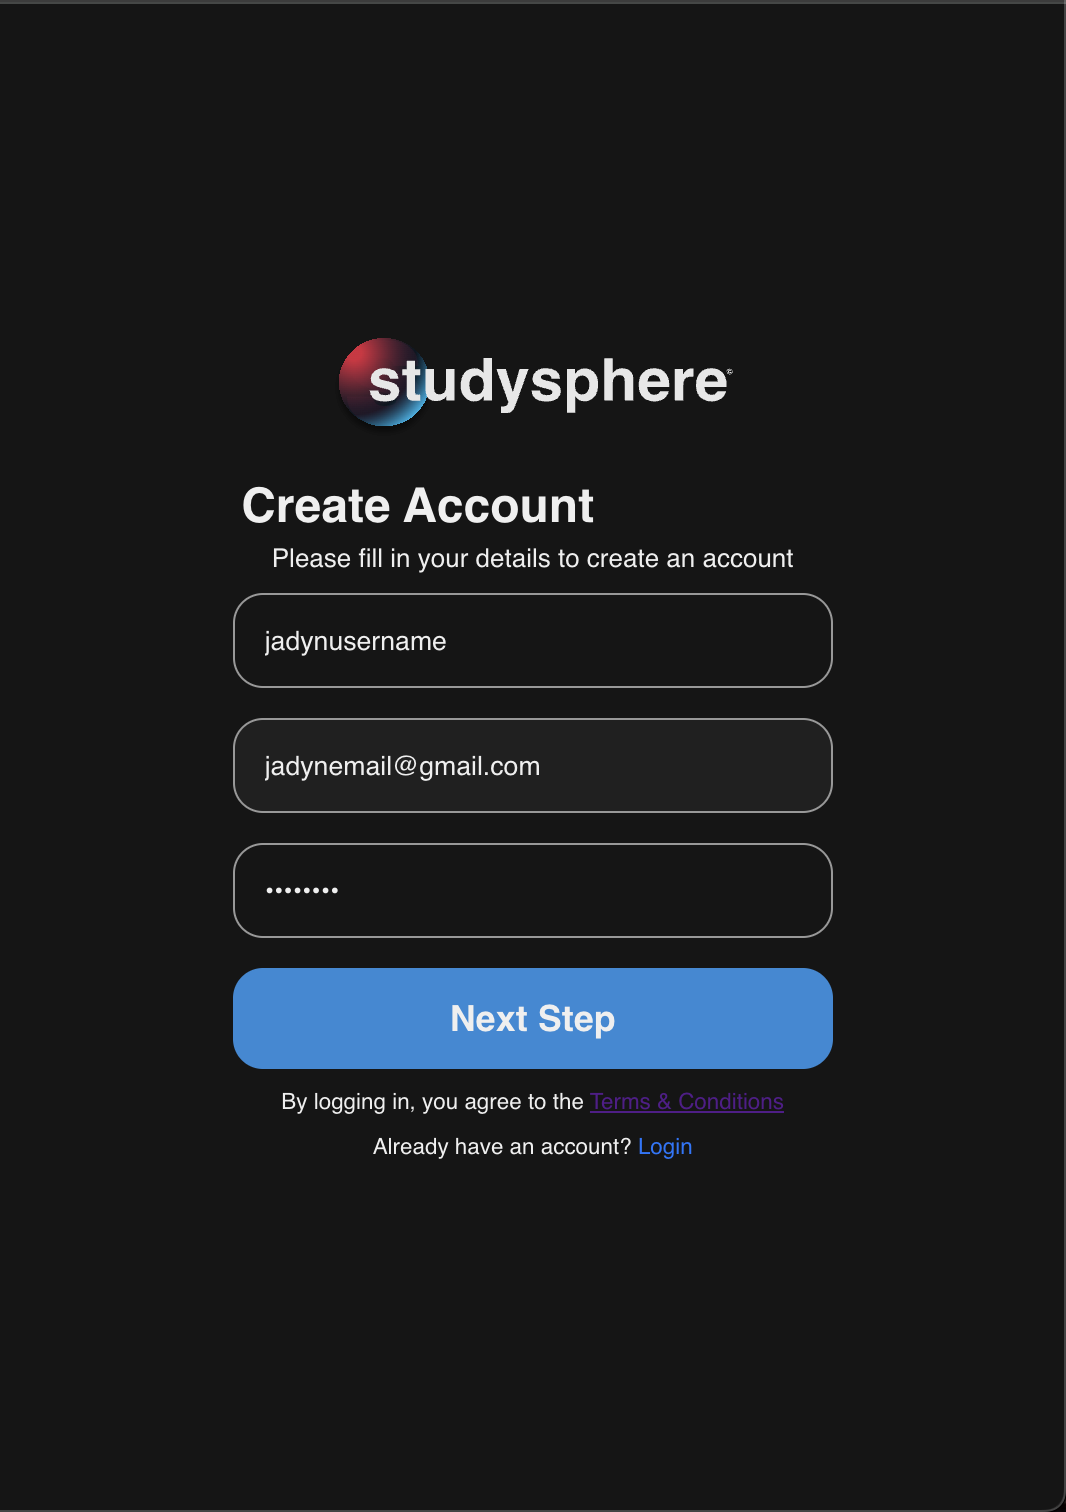 studysphere©
Create Account
Please fill in your details to create an account
jadynusername
jadynemail@gmail.com
••••••••
Next Step
By logging in, you agree to the Terms & Conditions
Already have an account? Login